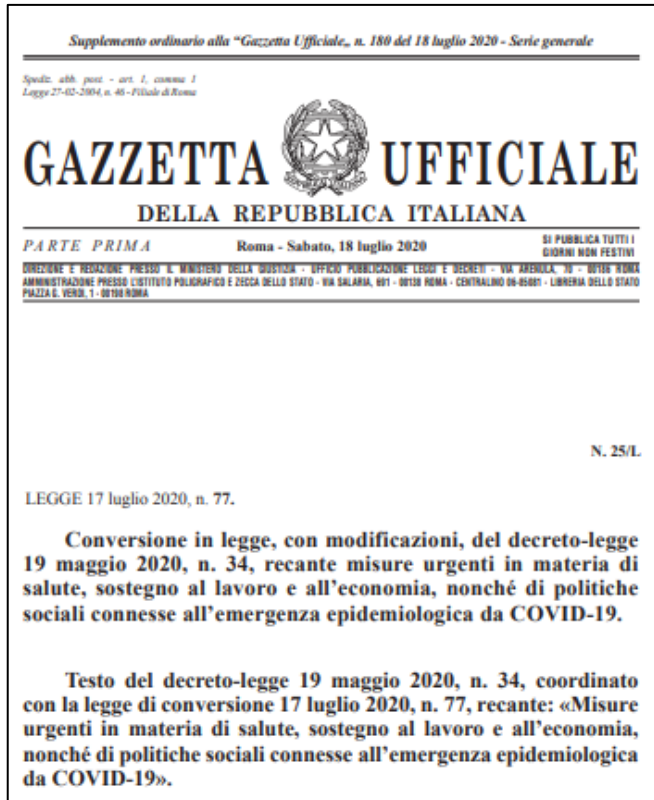 Supplemento ordinario alla “Gazzetta Ufficiale„ n. 180 del 18 luglio 2020 - Serie generale
Spediz. abb. post. - art. 1, comma 1
Legge 27-02-2004, n. 46 - Filiale di Roma
GAZZETTA UFFICIALE
DELLA REPUBBLICA ITALIANA
PARTE PRIMA
Roma - Sabato, 18 luglio 2020
SI PUBBLICA TUTTI I
GIORNI NON FESTIVI
DIREZIONE E REDAZIONE PRESSO IL MINISTERO DELLA GIUSTIZIA - UFFICIO PUBBLICAZIONE LEGGI E DECRETI - VIA ARENULA, 70 - 00186 ROMA
AMMINISTRAZIONE PRESSO L'ISTITUTO POLIGRAFICO E ZECCA DELLO STATO - VIA SALARIA, 691 - 00138 ROMA - CENTRALINO 06-85081 - LIBRERIA DELLO STATO
PIAZZA G. VERDI, 1 - 00198 ROMA
N. 25/L
LEGGE 17 luglio 2020, n. 77.
Conversione in legge, con modificazioni, del decreto-legge
19 maggio 2020, n. 34, recante misure urgenti in materia di
salute, sostegno al lavoro e all’economia, nonché di politiche
sociali connesse all’emergenza epidemiologica da COVID-19.
Testo del decreto-legge 19 maggio 2020, n. 34, coordinato
con la legge di conversione 17 luglio 2020, n. 77, recante: «Misure
urgenti in materia di salute, sostegno al lavoro e all’economia,
nonché di politiche sociali connesse all’emergenza epidemiologica
da COVID-19».